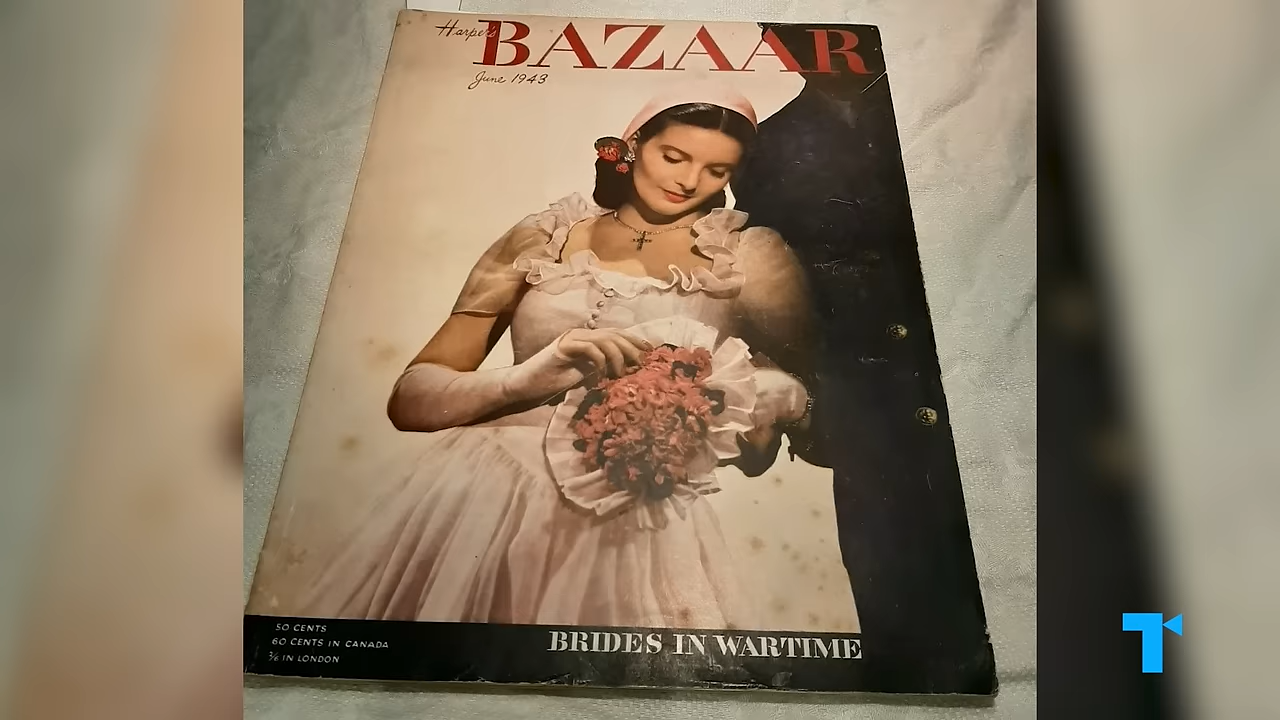 Harper's
BAZAAR
June 1943
50 CENTS
60 CENTS IN CANADA
3/6 IN LONDON
BRIDES IN WARTIME